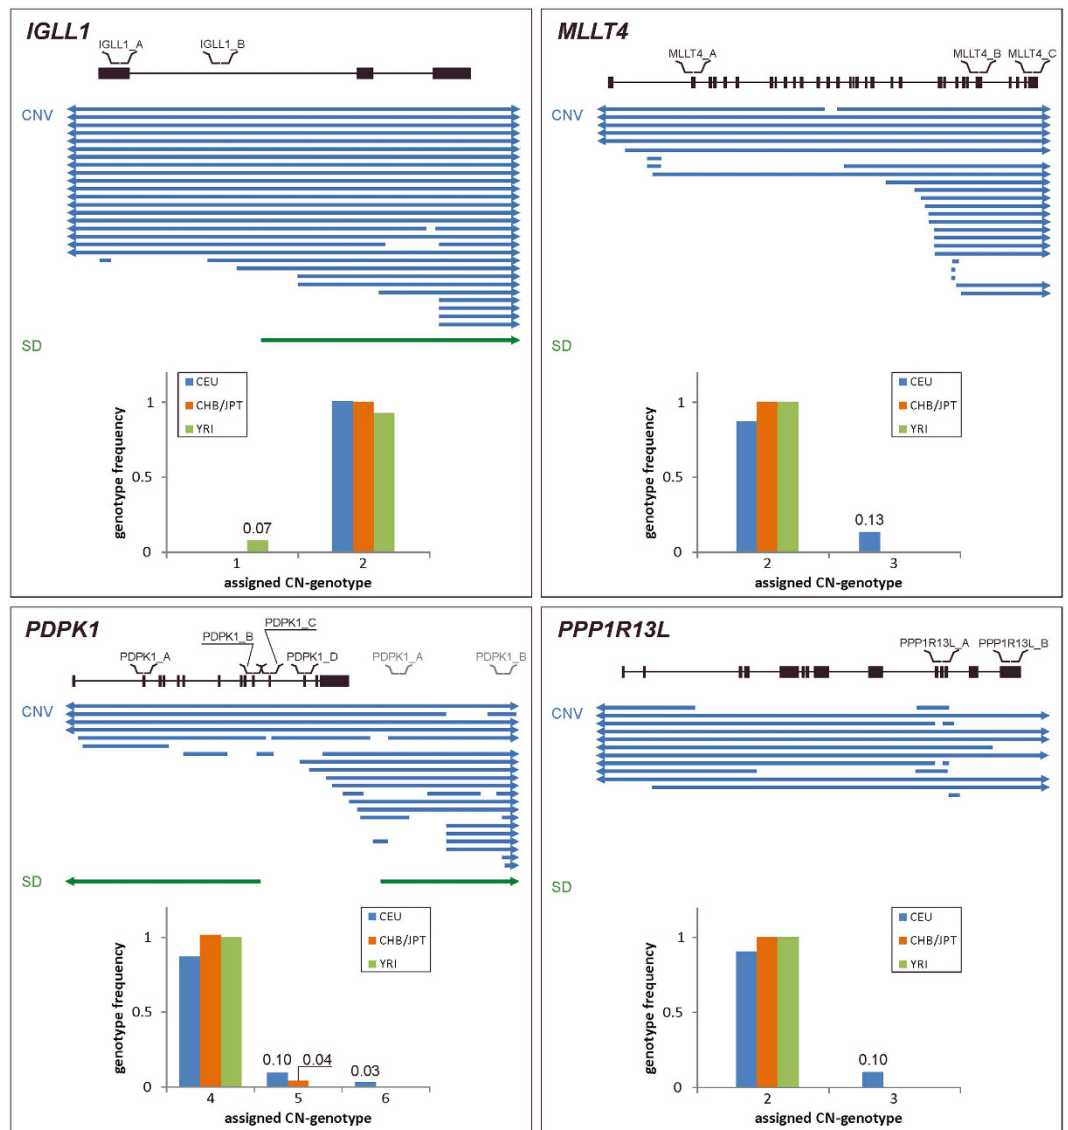 IGLL1
IGLL1_A
IGLL1_B
CNV
SD
CEU
CHB/JPT
YRI
genotype frequency
1
0.5
0
0.07
1
2
assigned CN-genotype
MLLT4
MLLT4_A
MLLT4_B
MLLT4_C
CNV
SD
CEU
CHB/JPT
YRI
genotype frequency
1
0.5
0
0.13
2
3
assigned CN-genotype
PDPK1
PDPK1_C
PDPK1_B
PDPK1_A
PDPK1_D
PDPK1_A
PDPK1_B
CNV
SD
CEU
CHB/JPT
YRI
genotype frequency
1
0.5
0
0.10
0.04
0.03
4
5
6
assigned CN-genotype
PPP1R13L
PPP1R13L_A
PPP1R13L_B
CNV
SD
CEU
CHB/JPT
YRI
genotype frequency
1
0.5
0
0.10
2
3
assigned CN-genotype